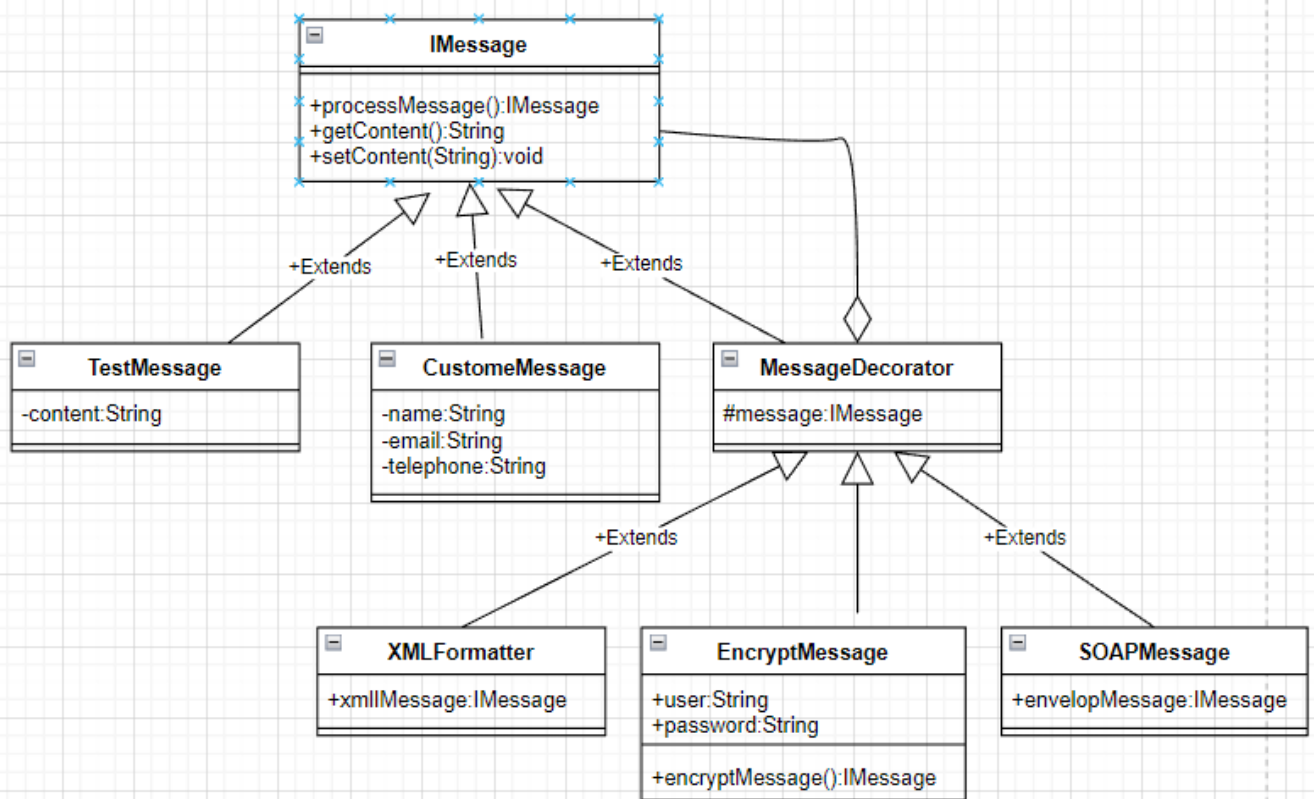 IMessage
+processMessage():IMessage
+getContent():String
+setContent(String):void
+Extends
+Extends
+Extends
TestMessage
-content:String
CustomeMessage
-name:String
-email:String
-telephone:String
MessageDecorator
#message:IMessage
+Extends
+Extends
XMLFormatter
+xmlIMessage:IMessage
EncryptMessage
+user:String
+password:String
+encryptMessage():IMessage
SOAPMessage
+envelopMessage:IMessage